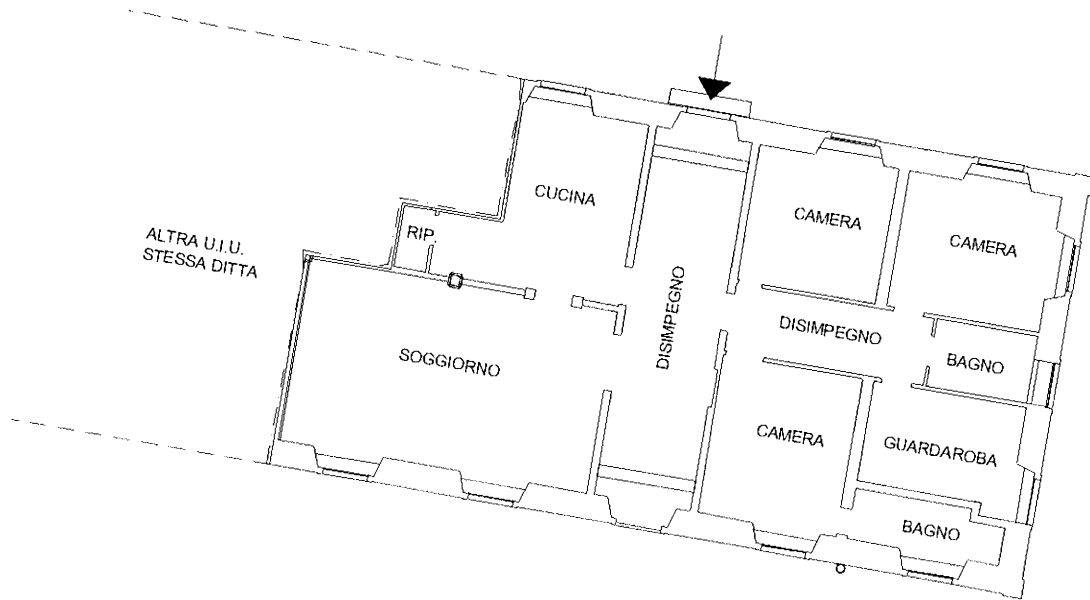 CUCINA
CAMERA
RIP.
ALTRA U.I.U.
STESSA DITTA
CAMERA
DISIMPEGNO
DISIMPEGNO
SOGGIORNO
BAGNO
CAMERA
GUARDAROBA
BAGNO